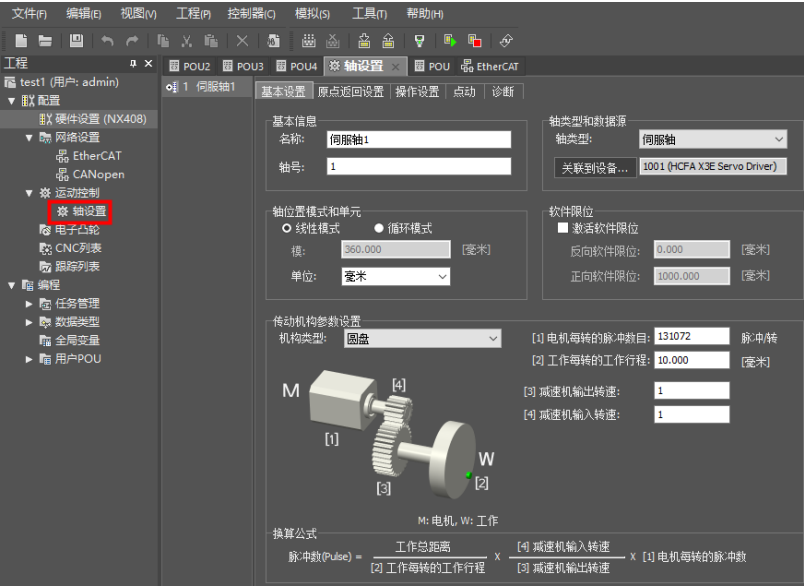 文件(F) 编辑(E) 视图(V) 工程(P) 控制器(C) 模拟(S) 工具(T) 帮助(H)
工程
POU2 POU3 POU4 轴设置 POU EtherCAT
test1 (用户: admin)
配置
硬件设置 (NX408)
网络设置
EtherCAT
CANopen
运动控制
轴设置
电子凸轮
CNC列表
跟踪列表
编程
任务管理
数据类型
全局变量
用户POU
1 伺服轴1
基本设置 原点返回设置 操作设置 点动 诊断
基本信息
名称: 伺服轴1
轴号: 1
轴类型和数据源
轴类型: 伺服轴
关联到设备... 1001 (HCFA X3E Servo Driver)
轴位置模式和单元
线性模式 循环模式
模: 360.000 [毫米]
单位: 毫米
软件限位
激活软件限位
反向软件限位: 0.000 [毫米]
正向软件限位: 1000.000 [毫米]
传动机构参数设置
机构类型: 圆盘
[1] 电机每转的脉冲数目: 131072 脉冲/转
[2] 工作每转的工作行程: 10.000 [毫米]
[3] 减速机输出转速: 1
[4] 减速机输入转速: 1
M [4]
[1]
W
[3] [2]
M: 电机, W: 工作
换算公式
脉冲数(Pulse) = 工作总距离 / [2] 工作每转的工作行程 X [4] 减速机输入转速 / [3] 减速机输出转速 X [1] 电机每转的脉冲数